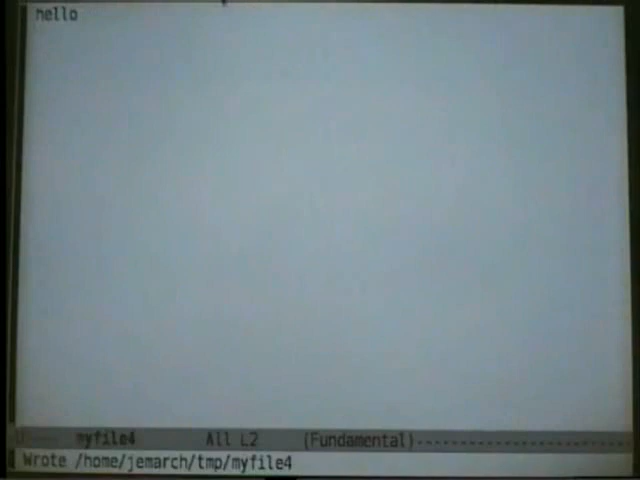 hello
U:--- myfile4 All L2 (Fundamental)-----------------------
Wrote /home/jemarch/tmp/myfile4